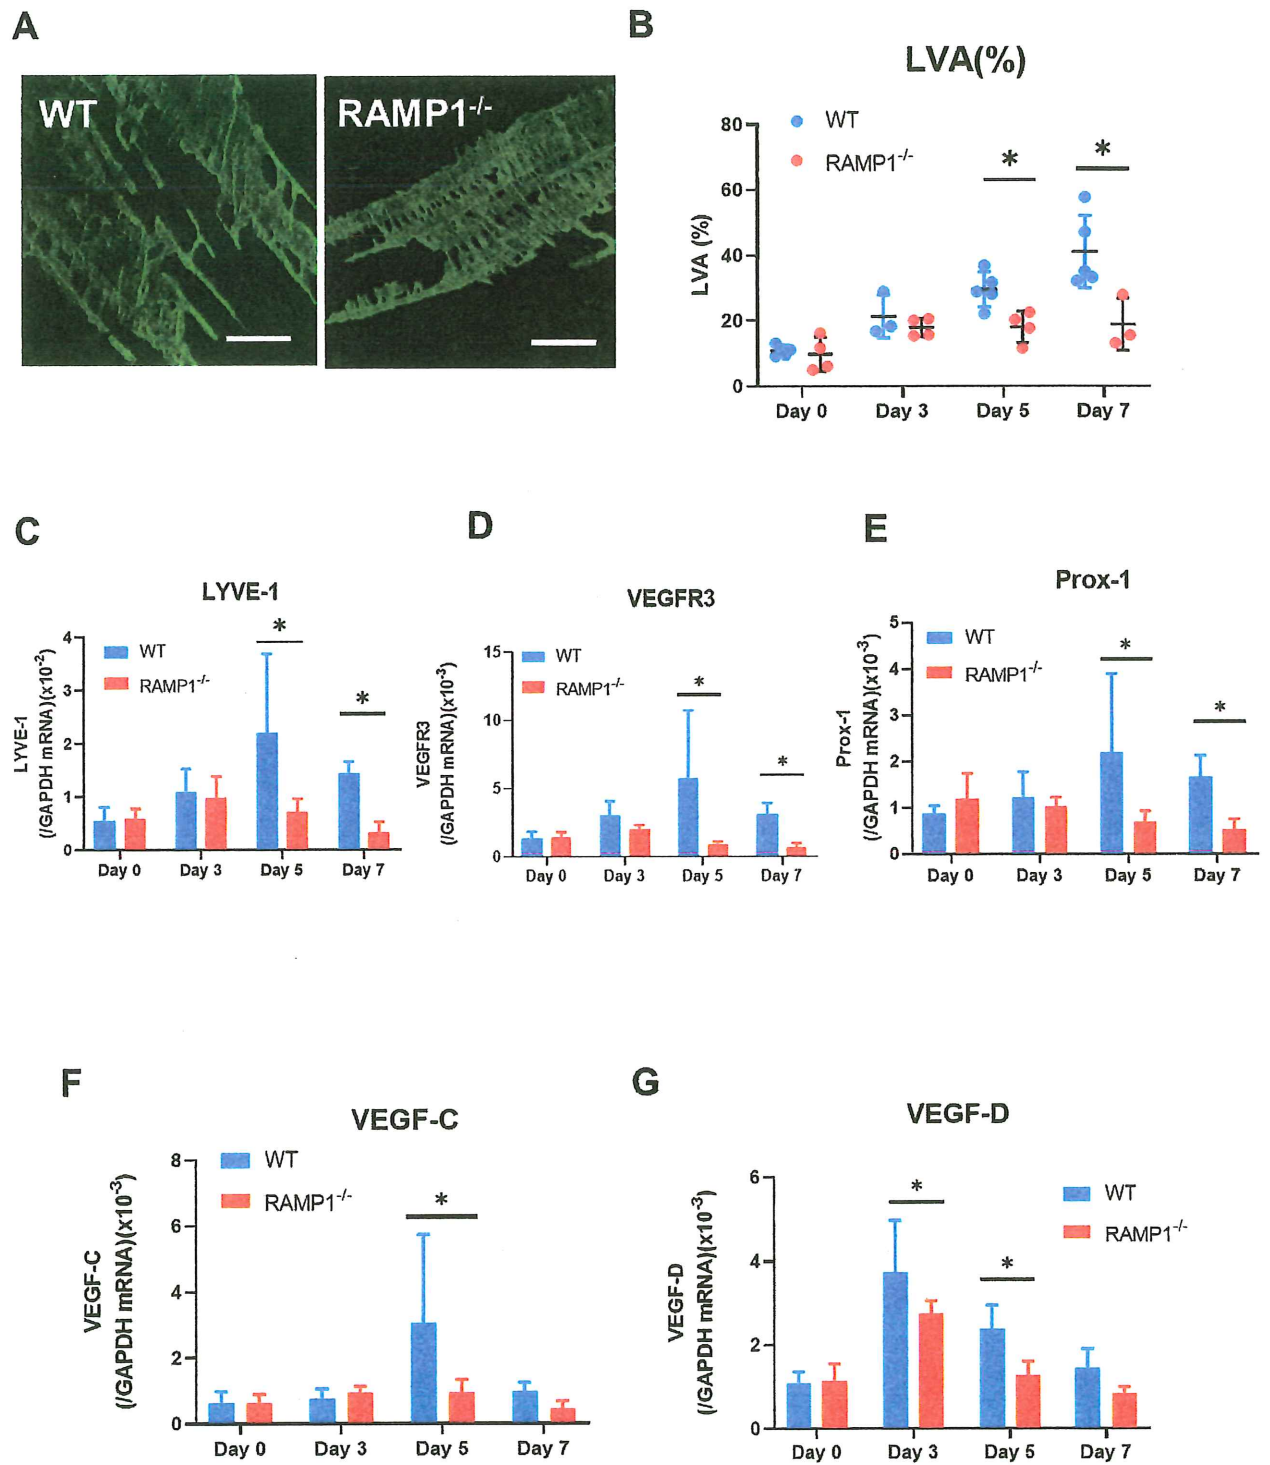 A
WT
RAMP1-/-
B
LVA(%)
WT
RAMP1-/-
LVA (%)
80
60
40
20
0
*
*
Day 0
Day 3
Day 5
Day 7
C
LYVE-1
WT
RAMP1-/-
LYVE-1
(/GAPDH mRNA)(x10-2)
4
3
2
1
0
*
*
Day 0
Day 3
Day 5
Day 7
D
VEGFR3
WT
RAMP1-/-
VEGFR3
(/GAPDH mRNA)(x10-3)
15
10
5
0
*
*
Day 0
Day 3
Day 5
Day 7
E
Prox-1
WT
RAMP1-/-
Prox-1
(/GAPDH mRNA)(x10-3)
5
4
3
2
1
0
*
*
Day 0
Day 3
Day 5
Day 7
F
VEGF-C
WT
RAMP1-/-
VEGF-C
(/GAPDH mRNA)(x10-3)
8
6
4
2
0
*
Day 0
Day 3
Day 5
Day 7
G
VEGF-D
WT
RAMP1-/-
VEGF-D
(/GAPDH mRNA)(x10-3)
6
4
2
0
*
*
Day 0
Day 3
Day 5
Day 7